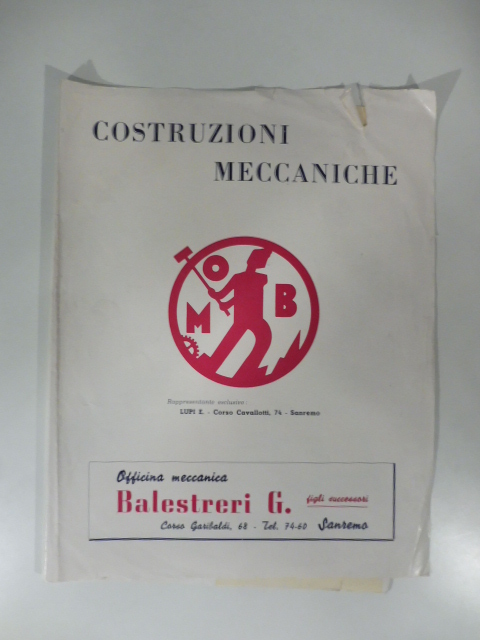 COSTRUZIONI
MECCANICHE
O
M B
Rappresentante esclusivo:
LUPI E. - Corso Cavallotti, 74 - Sanremo
Officina meccanica
Balestreri G. figli successori
Corso Garibaldi, 68 - Tel. 74-60 Sanremo